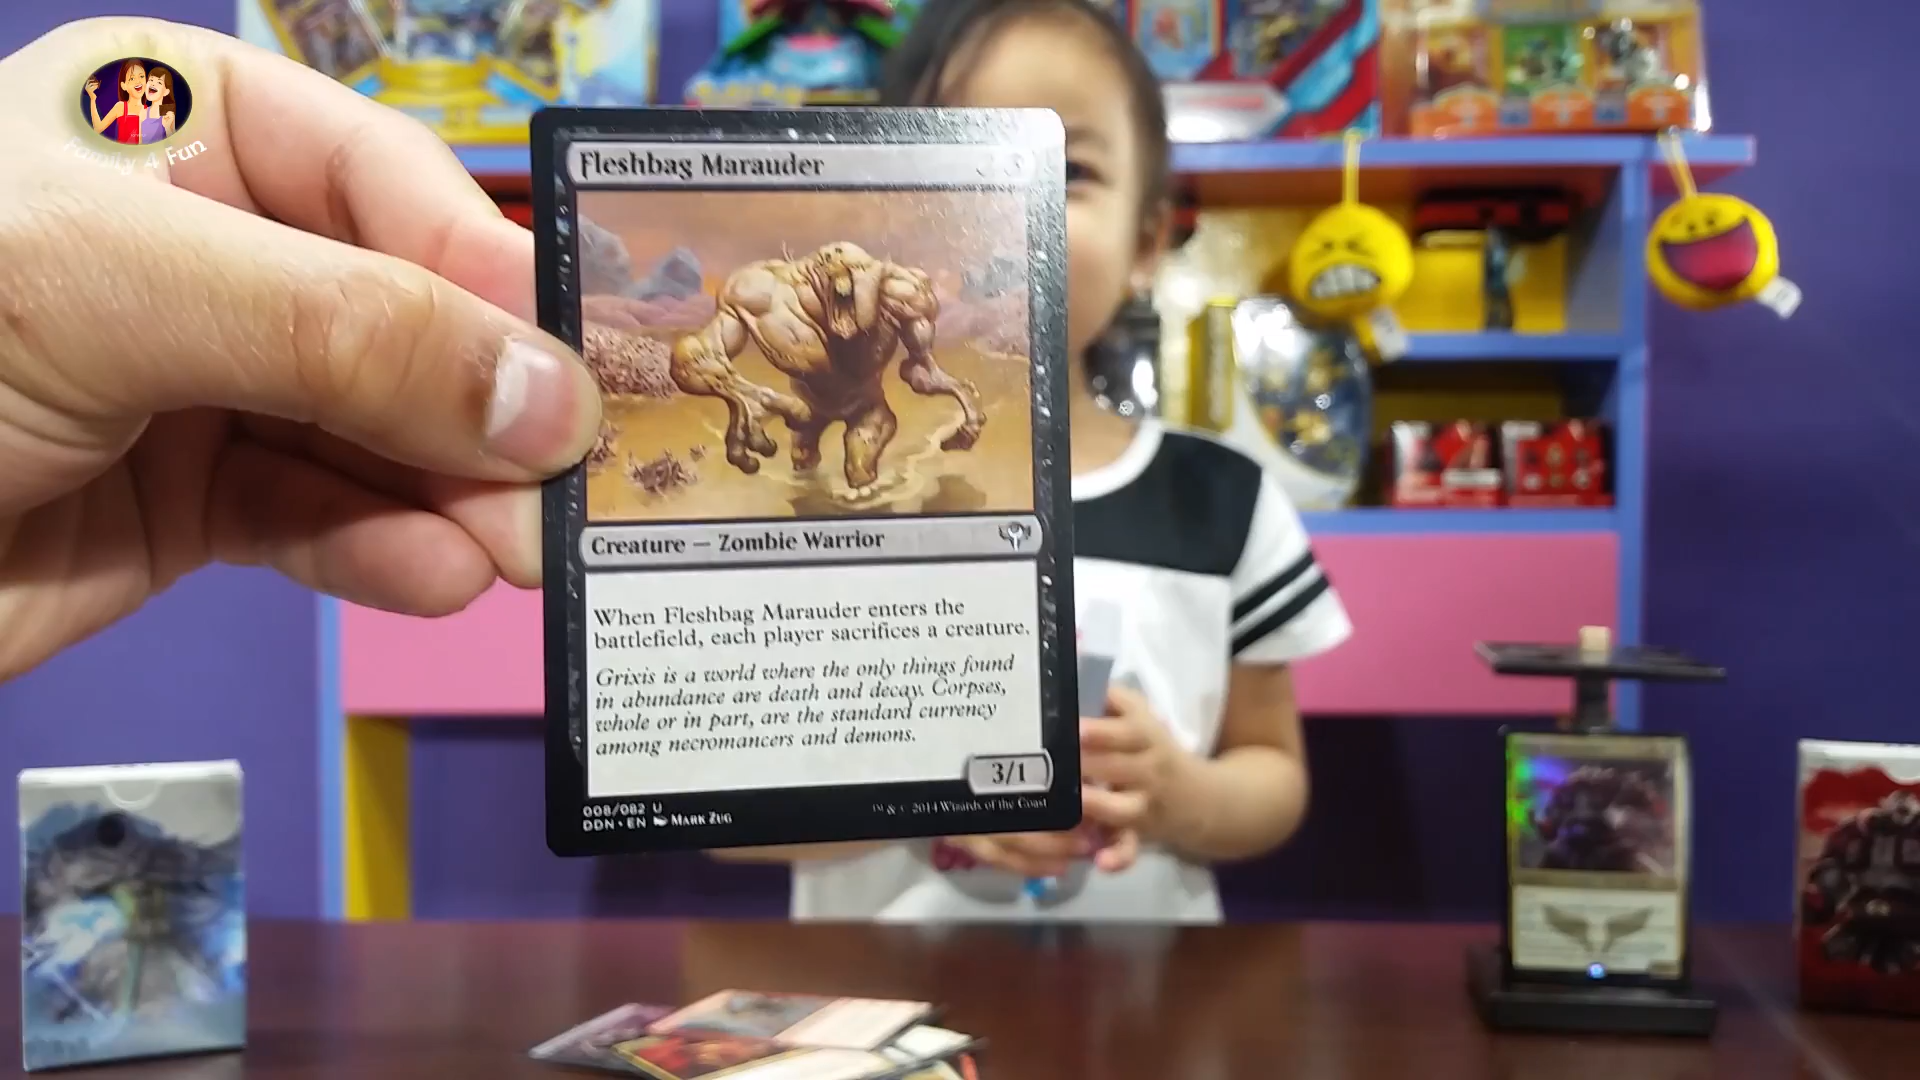 Family 4 Fun
Fleshbag Marauder
Creature — Zombie Warrior
When Fleshbag Marauder enters the
battlefield, each player sacrifices a creature.
Grixis is a world where the only things found
in abundance are death and decay. Corpses,
whole or in part, are the standard currency
among necromancers and demons.
3/1
008/082 U
DDN • EN Mark Zug
™ & © 2014 Wizards of the Coast